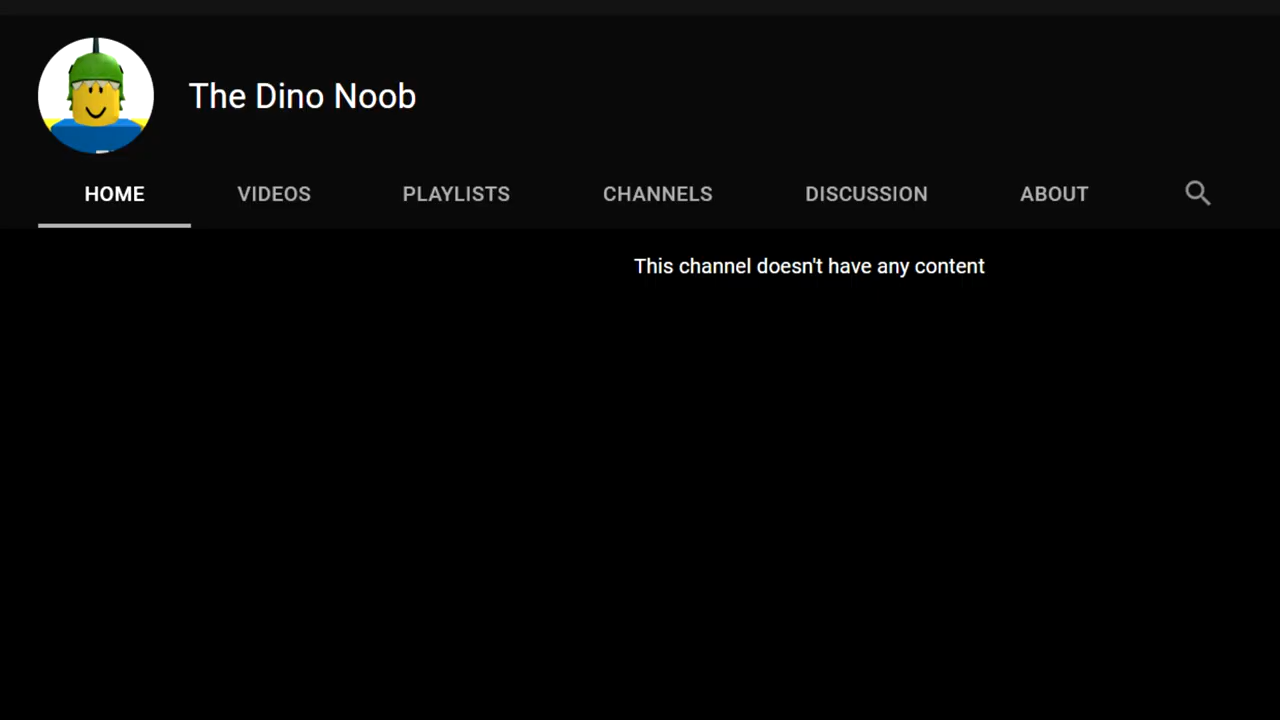 The Dino Noob
HOME VIDEOS PLAYLISTS CHANNELS DISCUSSION ABOUT
This channel doesn't have any content